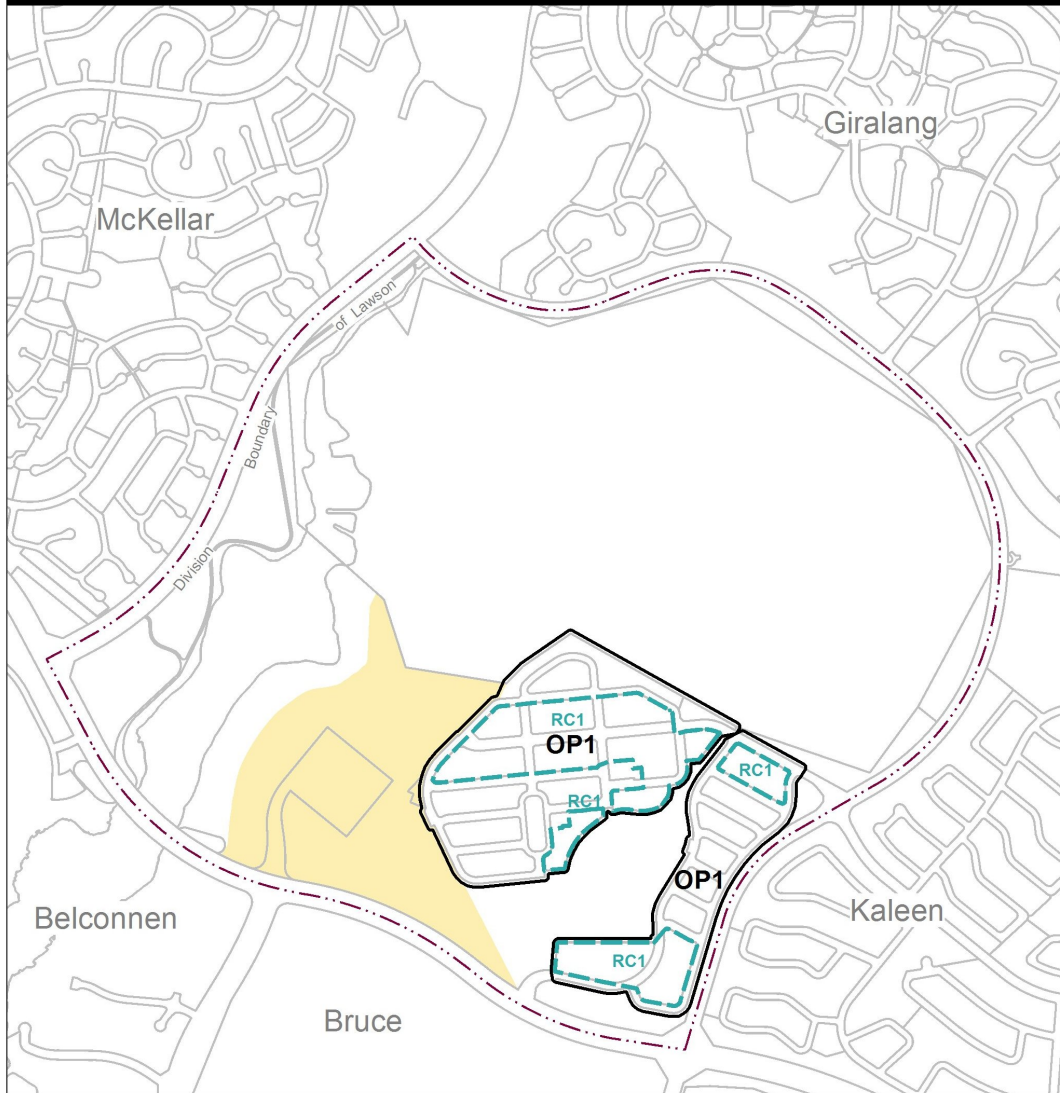 Giralang
McKellar
of Lawson
Boundary
Division
RC1
OP1
RC1
RC1
OP1
Kaleen
Belconnen
RC1
Bruce